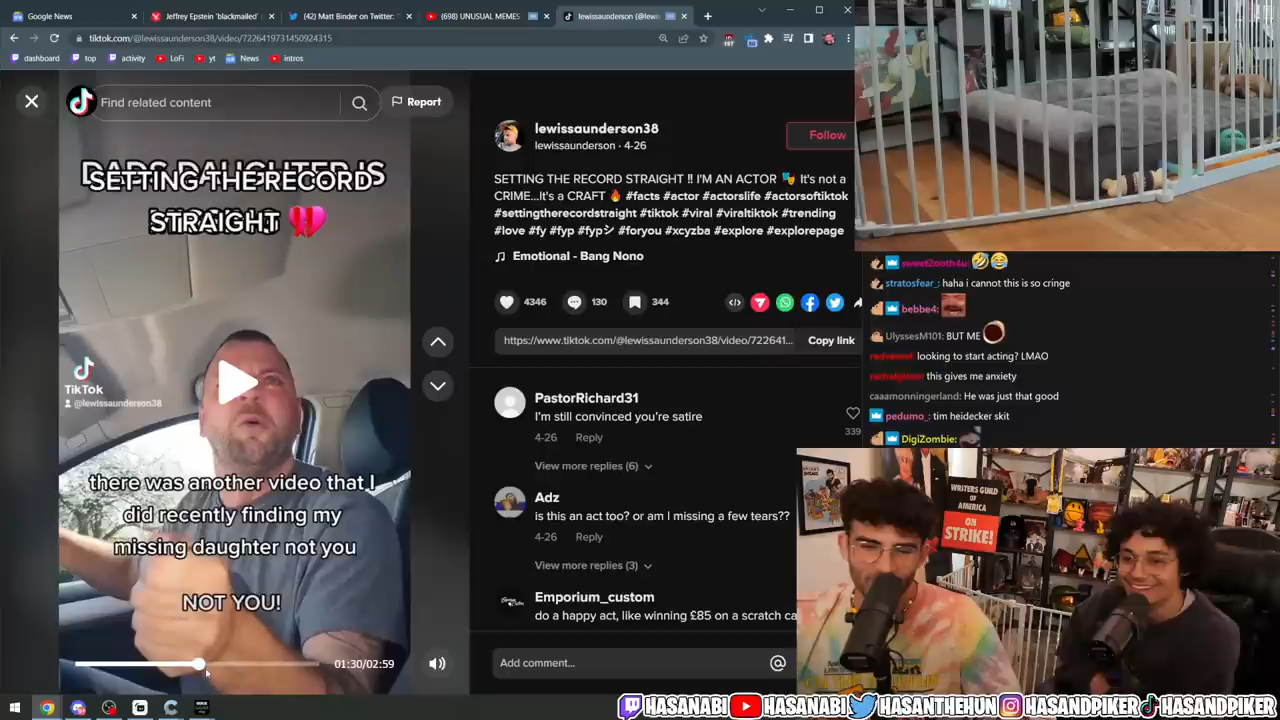 Google News
Jeffrey Epstein 'blackmailed'
(42) Matt Binder on Twitter:
(698) UNUSUAL MEMES
lewissaunderson (@lewis
tiktok.com/@lewissaunderson38/video/7226419731450924315
dashboard
top
activity
LoFi
yt
News
intros
Find related content
Report
SETTING THE RECORD
STRAIGHT
TikTok
@lewissaunderson38
there was another video that I
did recently finding my
missing daughter not you
NOT YOU!
01:30/02:59
lewissaunderson38
lewissaunderson · 4-26
Follow
SETTING THE RECORD STRAIGHT ‼️ I'M AN ACTOR 🎭 It's not a
CRIME...It's a CRAFT 🔥 #facts #actor #actorslife #actorsoftiktok
#settingtherecordstraight #tiktok #viral #viraltiktok #trending
#love #fy #fyp #fypシ #foryou #xcyzba #explore #explorepage
Emotional - Bang Nono
4346
130
344
https://www.tiktok.com/@lewissaunderson38/video/722641...
Copy link
PastorRichard31
I'm still convinced you're satire
4-26
Reply
339
View more replies (6)
Adz
is this an act too? or am I missing a few tears??
4-26
Reply
View more replies (3)
Emporium_custom
do a happy act, like winning £85 on a scratch ca
Add comment...
sweet2ooth4u:
stratosfear_: haha i cannot this is so cringe
bebbe4:
UlyssesM101: BUT ME
looking to start acting? LMAO
this gives me anxiety
caaamonningerland: He was just that good
pedumo_: tim heidecker skit
DigiZombie:
WRITERS GUILD
OF AMERICA
ON
STRIKE!
HASANABI
HASANABI
HASANTHEHUN
HASANDPIKER
HASANDPIKER